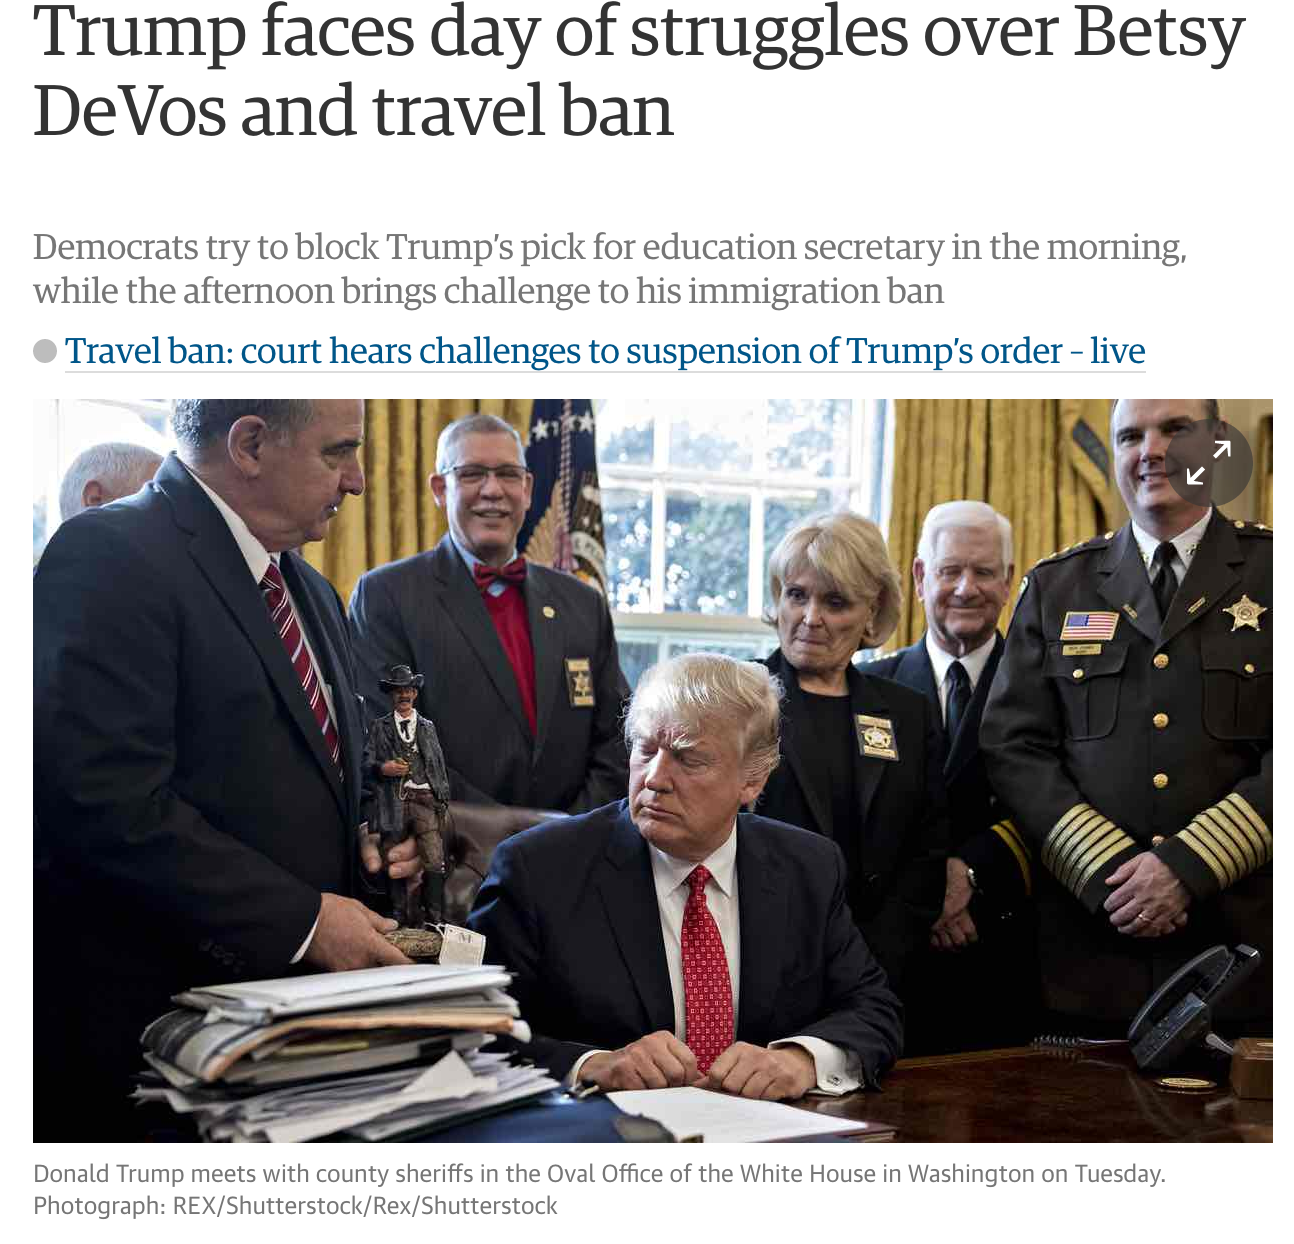 Trump faces day of struggles over Betsy
DeVos and travel ban
Democrats try to block Trump’s pick for education secretary in the morning,
while the afternoon brings challenge to his immigration ban
Travel ban: court hears challenges to suspension of Trump’s order – live
M
Donald Trump meets with county sheriffs in the Oval Office of the White House in Washington on Tuesday.
Photograph: REX/Shutterstock/Rex/Shutterstock